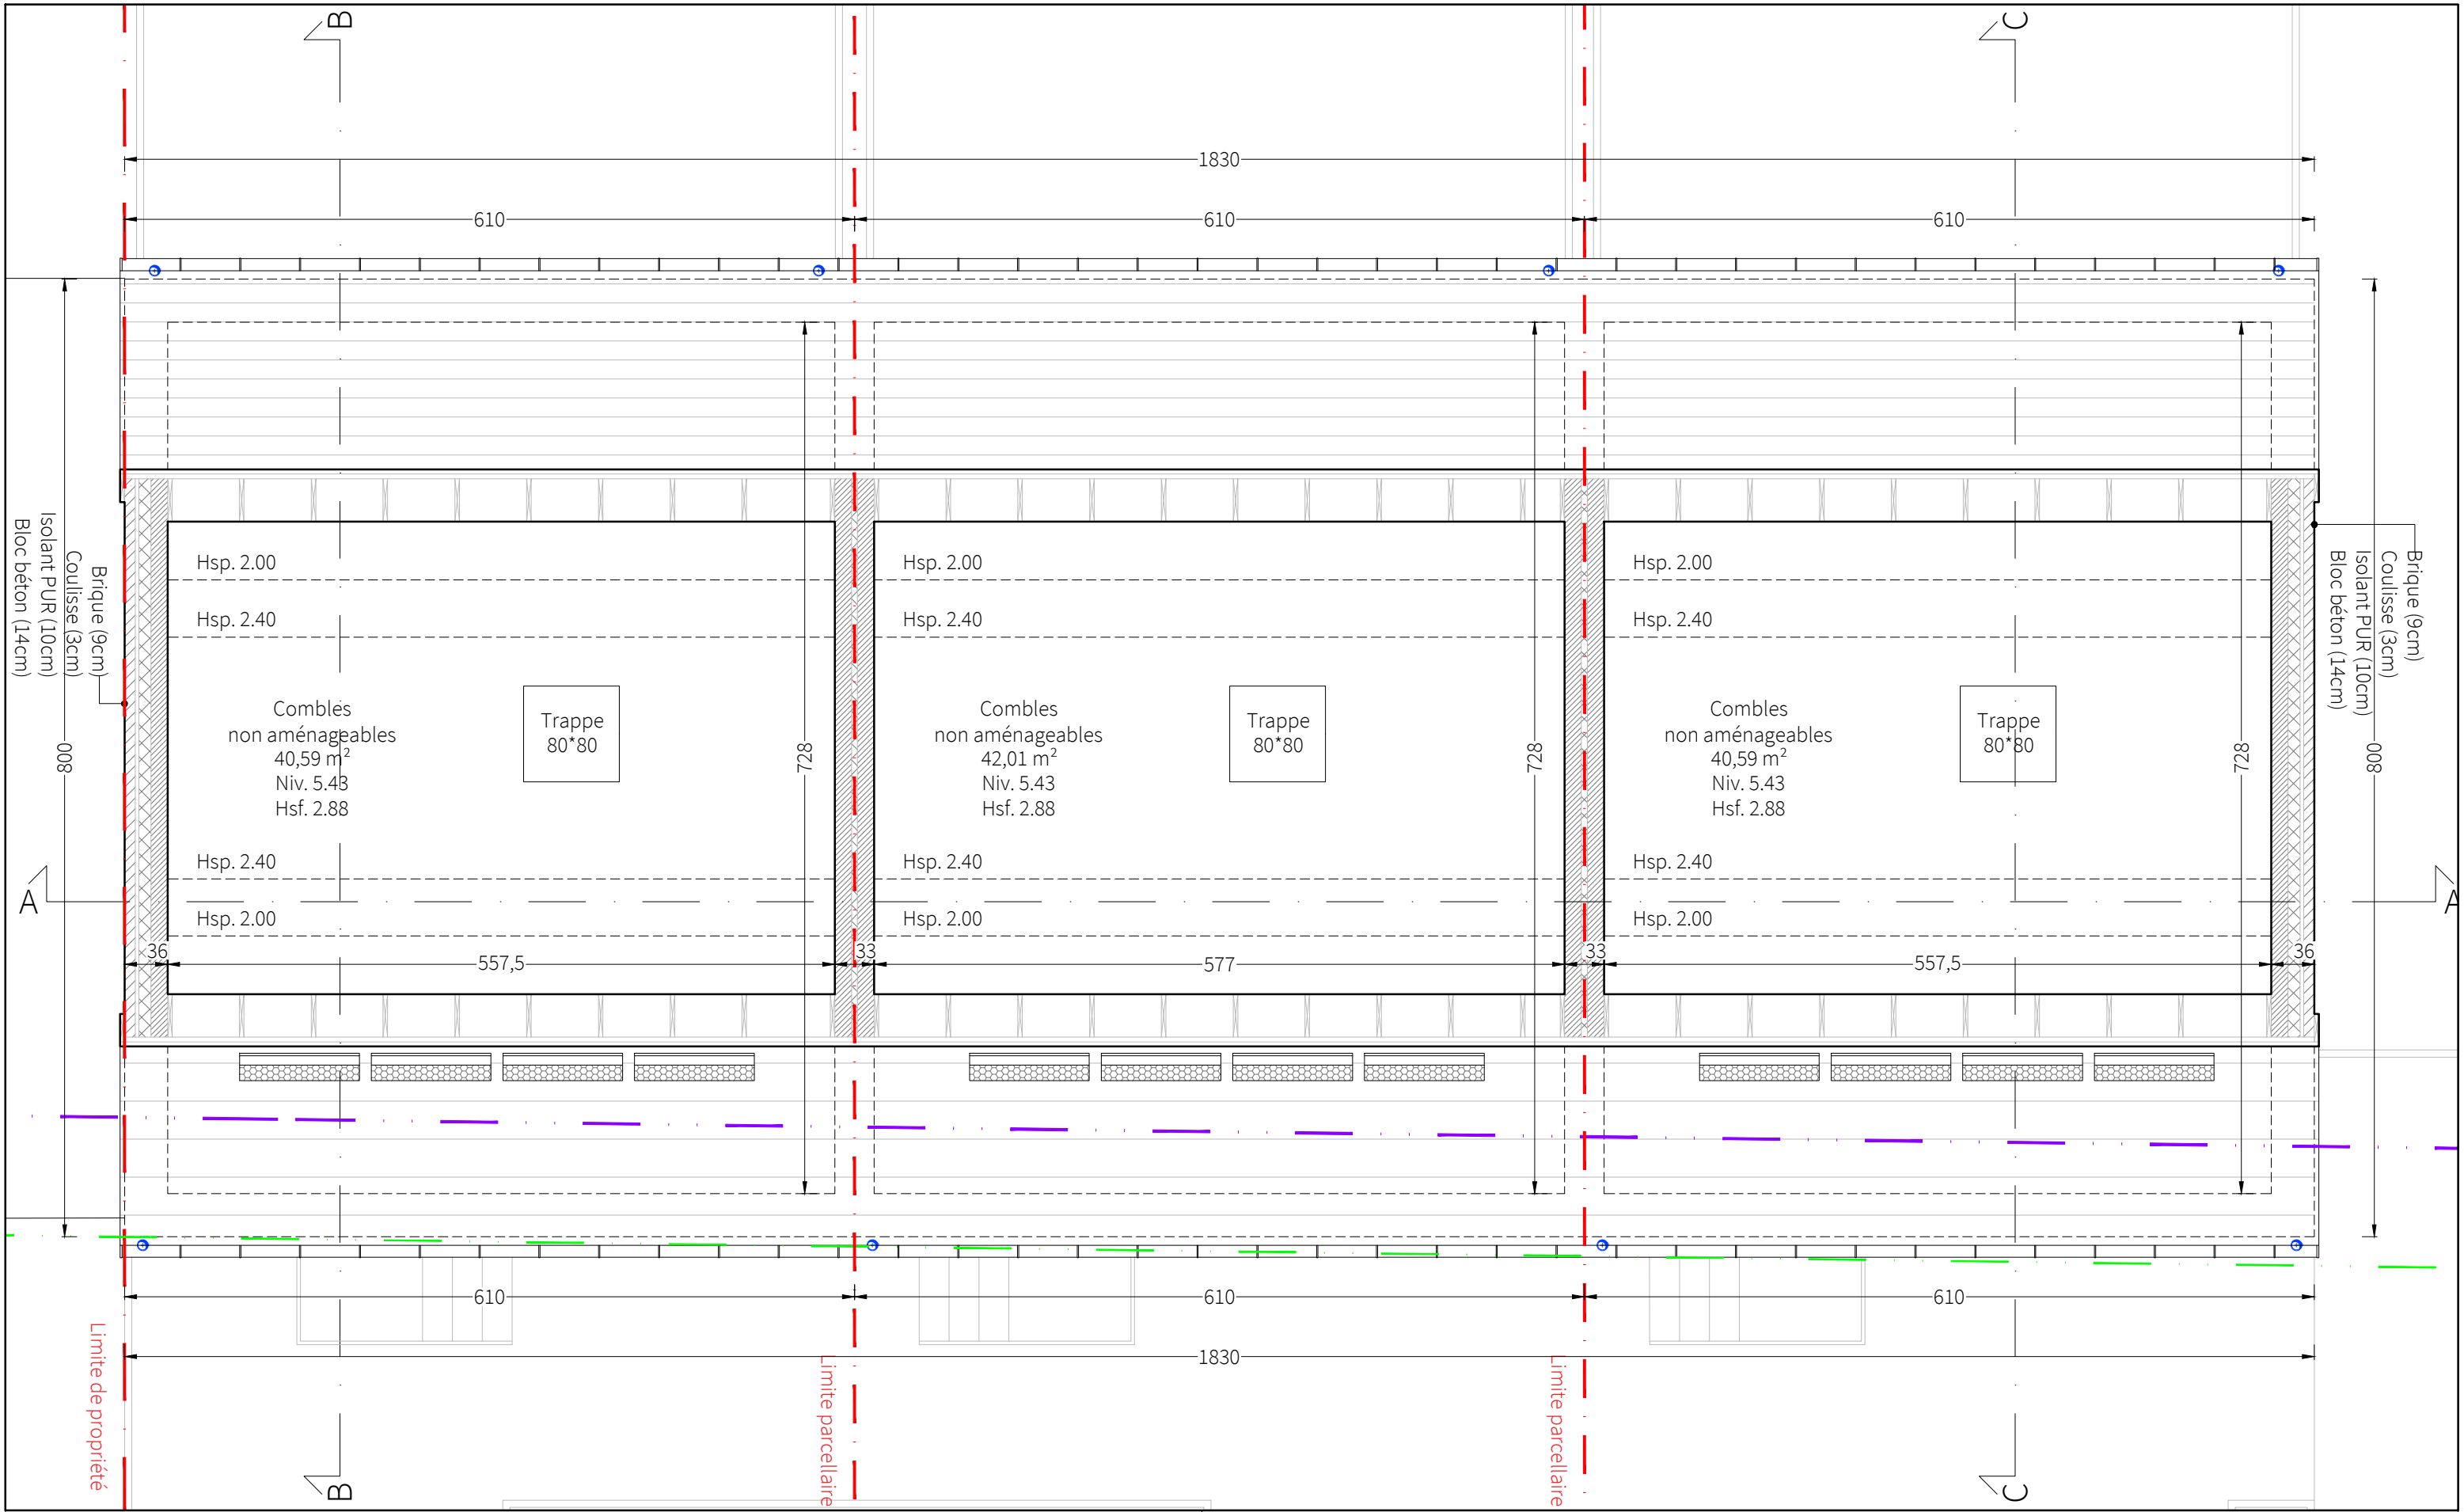 B
C
1830
610
610
610
Brique (9cm)
Coulisse (3cm)
Isolant PUR (10cm)
Bloc béton (14cm)
Brique (9cm)
Coulisse (3cm)
Isolant PUR (10cm)
Bloc béton (14cm)
800
800
Hsp. 2.00
Hsp. 2.40
Combles
non aménageables
40,59 m²
Niv. 5.43
Hsf. 2.88
Trappe
80*80
728
Hsp. 2.40
Hsp. 2.00
Hsp. 2.00
Hsp. 2.40
Combles
non aménageables
42,01 m²
Niv. 5.43
Hsf. 2.88
Trappe
80*80
728
Hsp. 2.40
Hsp. 2.00
Hsp. 2.00
Hsp. 2.40
Combles
non aménageables
40,59 m²
Niv. 5.43
Hsf. 2.88
Trappe
80*80
728
Hsp. 2.40
Hsp. 2.00
A
A
36
557,5
33
577
33
557,5
36
610
610
610
1830
Limite de propriété
Limite parcellaire
Limite parcellaire
B
C